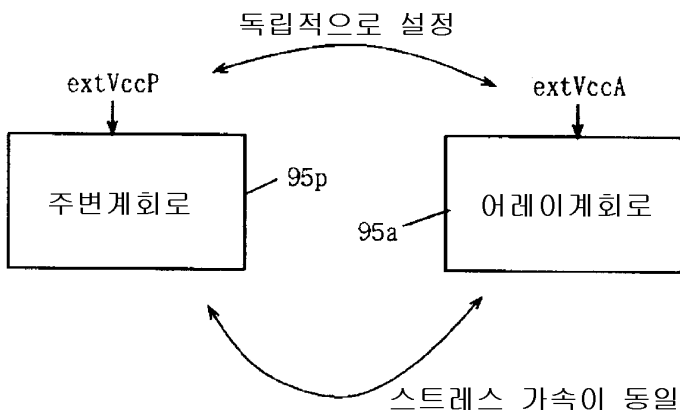 독립적으로 설정
extVccP
extVccA
주변계회로
95p
어레이계회로
95a
스트레스 가속이 동일